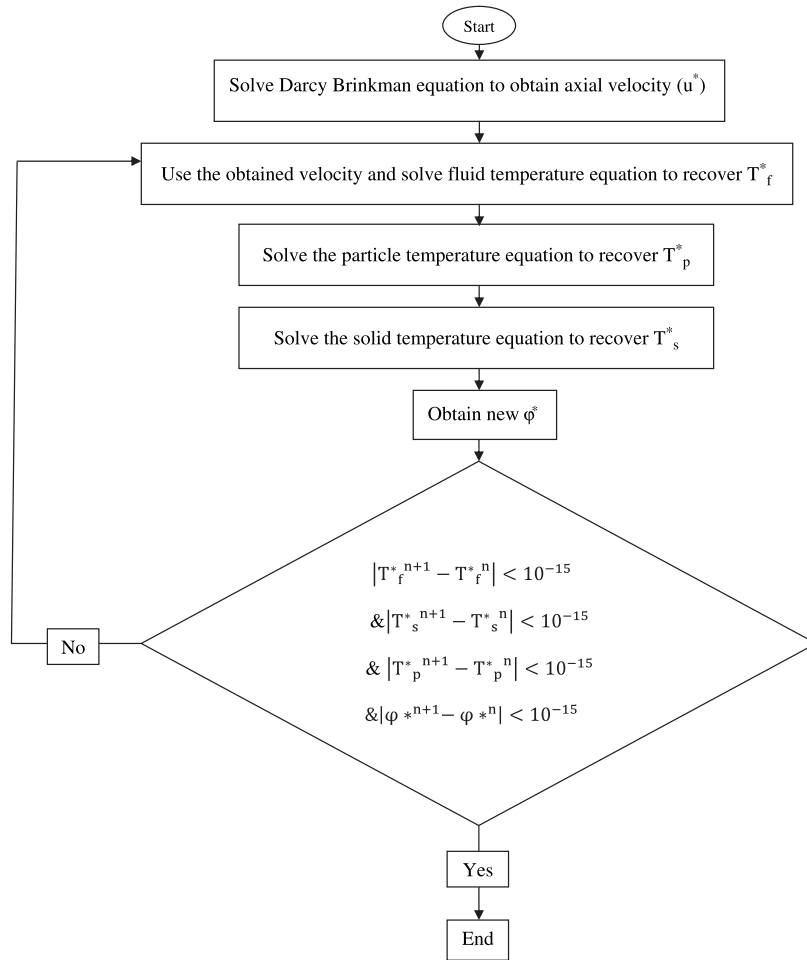 Start
Solve Darcy Brinkman equation to obtain axial velocity (u*)
Use the obtained velocity and solve fluid temperature equation to recover T*f
Solve the particle temperature equation to recover T*p
Solve the solid temperature equation to recover T*s
Obtain new φ*
|T*f^n+1 − T*f^n| < 10^−15
&|T*s^n+1 − T*s^n| < 10^−15
& |T*p^n+1 − T*p^n| < 10^−15
&|φ *^n+1 − φ *^n| < 10^−15
No
Yes
End